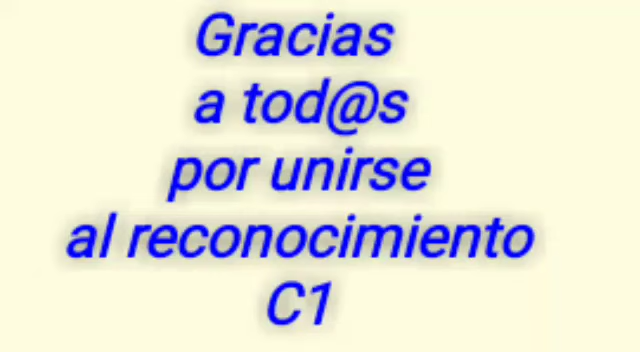 Gracias
a tod@s
por unirse
al reconocimiento
C1